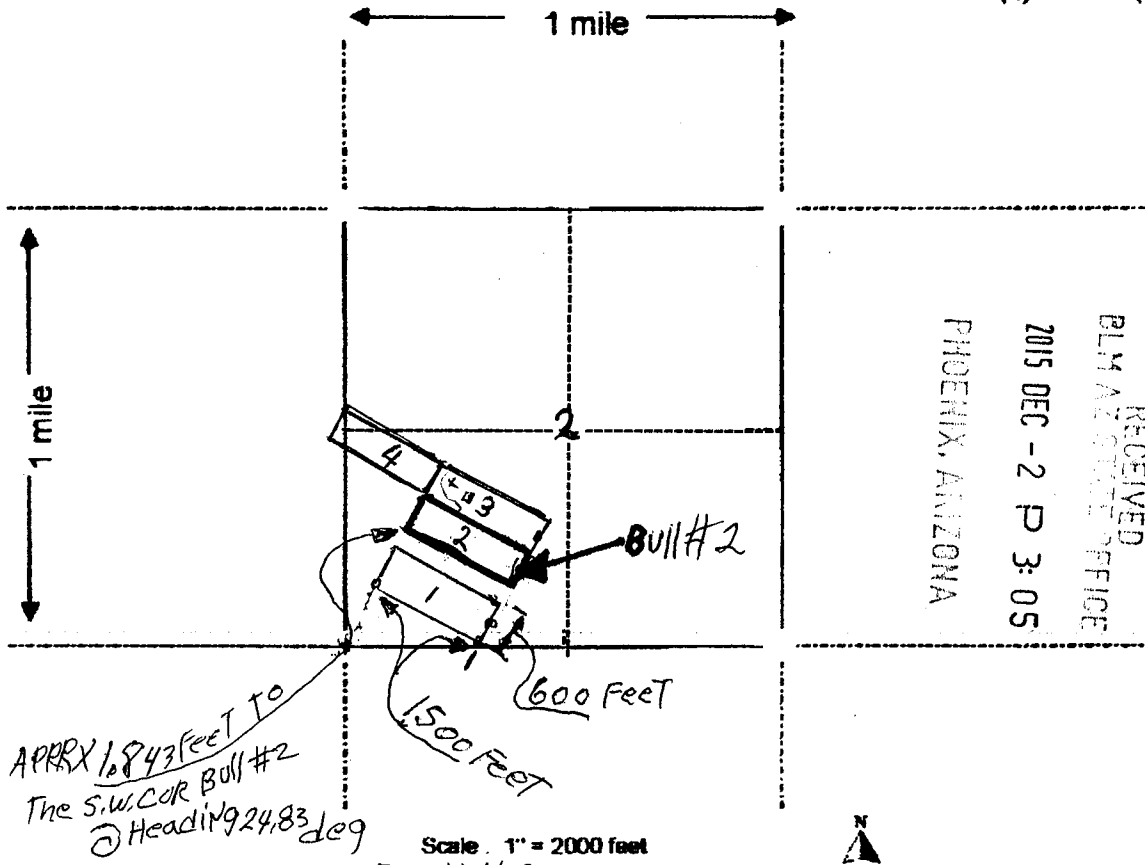 1 mile
1 mile
2
4
3
2
Bull #2
1
1
600 FeeT
1500 FeeT
APRRX 1,843 FeeT TO
The S.W. COR Bull #2
@ HeadiNg 24,83 deg
Scale . 1" = 2000 feet
N
RECEIVED
BLM AZ STATE OFFICE
2015 DEC -2 P 3:05
PHOENIX, ARIZONA